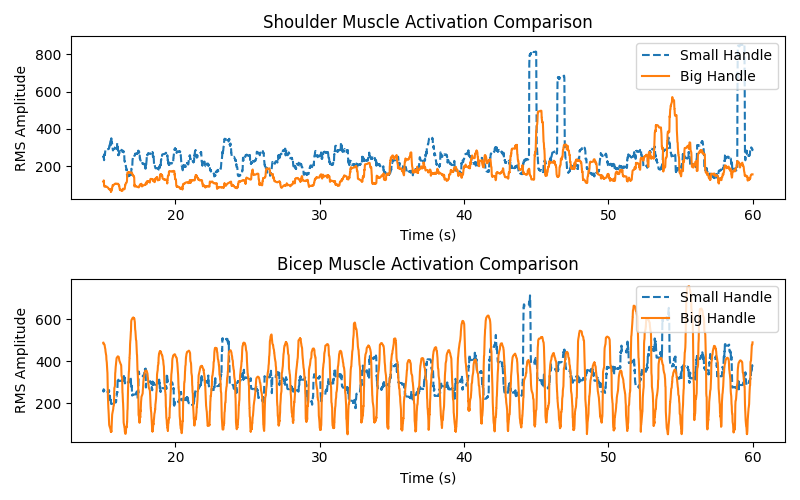 Shoulder Muscle Activation Comparison
RMS Amplitude
800
600
400
200
Small Handle
Big Handle
20 30 40 50 60
Time (s)
Bicep Muscle Activation Comparison
RMS Amplitude
600
400
200
Small Handle
Big Handle
20 30 40 50 60
Time (s)